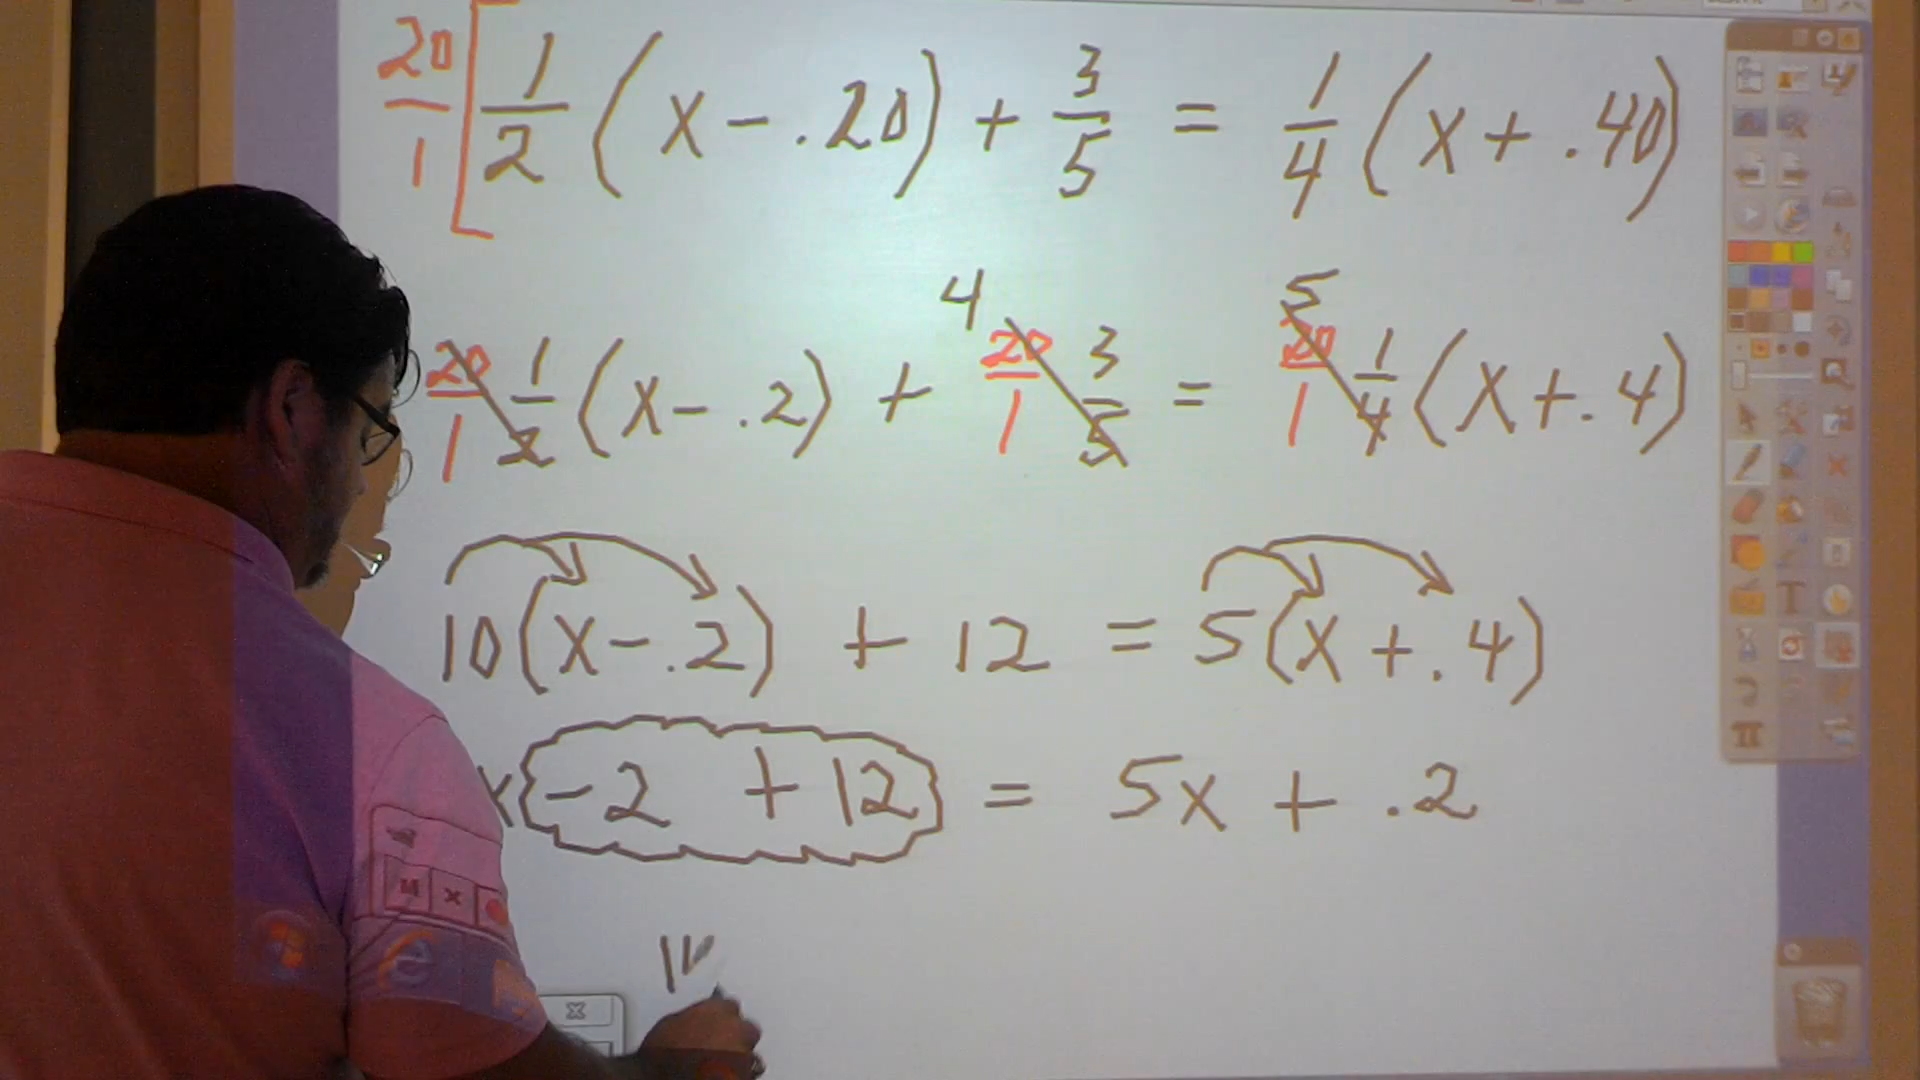 20/1 [ 1/2 (x - .20) + 3/5 = 1/4 (x + .40)
20/1 1/2 (x - .2) + 4 20/1 3/5 = 5 20/1 1/4 (x + .4)
10(x - .2) + 12 = 5(x + .4)
x - 2 + 12 = 5x + .2